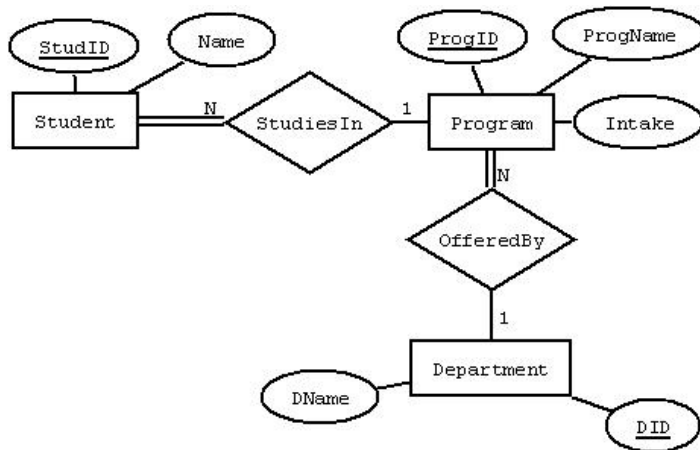 StudID
Name
ProgID
ProgName
Student
N
StudiesIn
1
Program
Intake
N
OfferedBy
1
Department
DName
DID